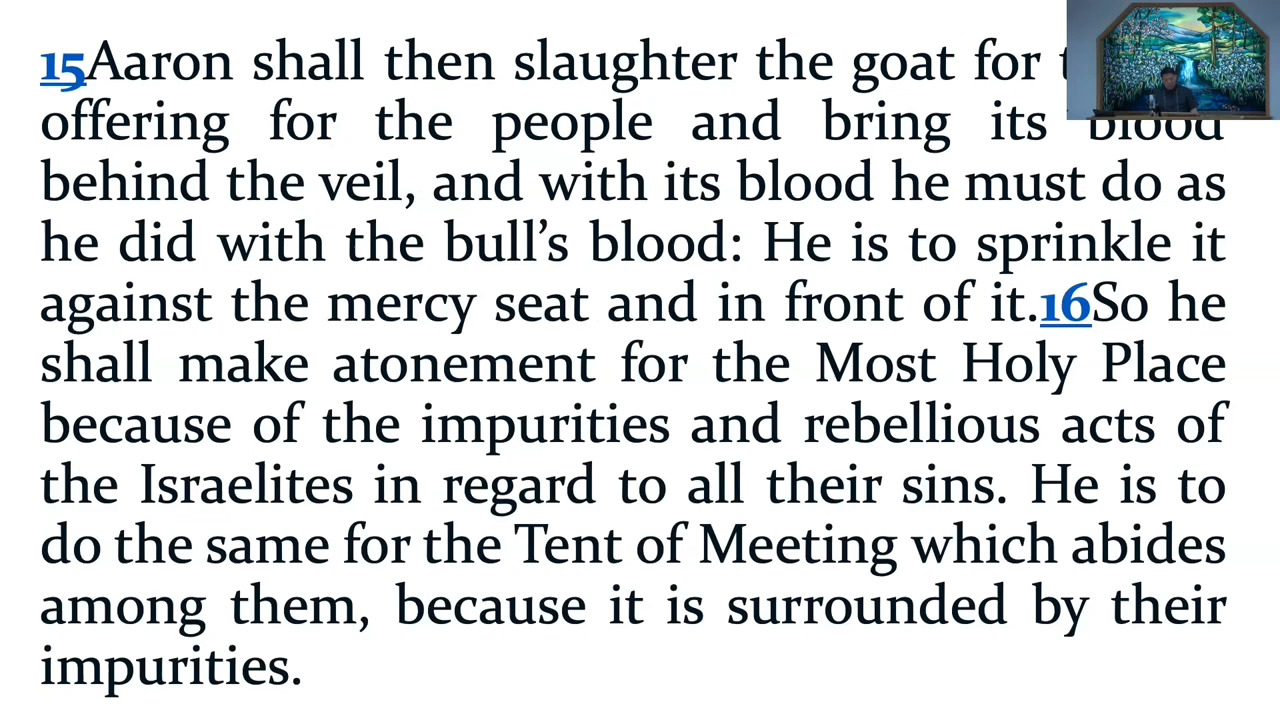 15Aaron shall then slaughter the goat for
offering for the people and bring its blood
behind the veil, and with its blood he must do as
he did with the bull’s blood: He is to sprinkle it
against the mercy seat and in front of it.16So he
shall make atonement for the Most Holy Place
because of the impurities and rebellious acts of
the Israelites in regard to all their sins. He is to
do the same for the Tent of Meeting which abides
among them, because it is surrounded by their
impurities.